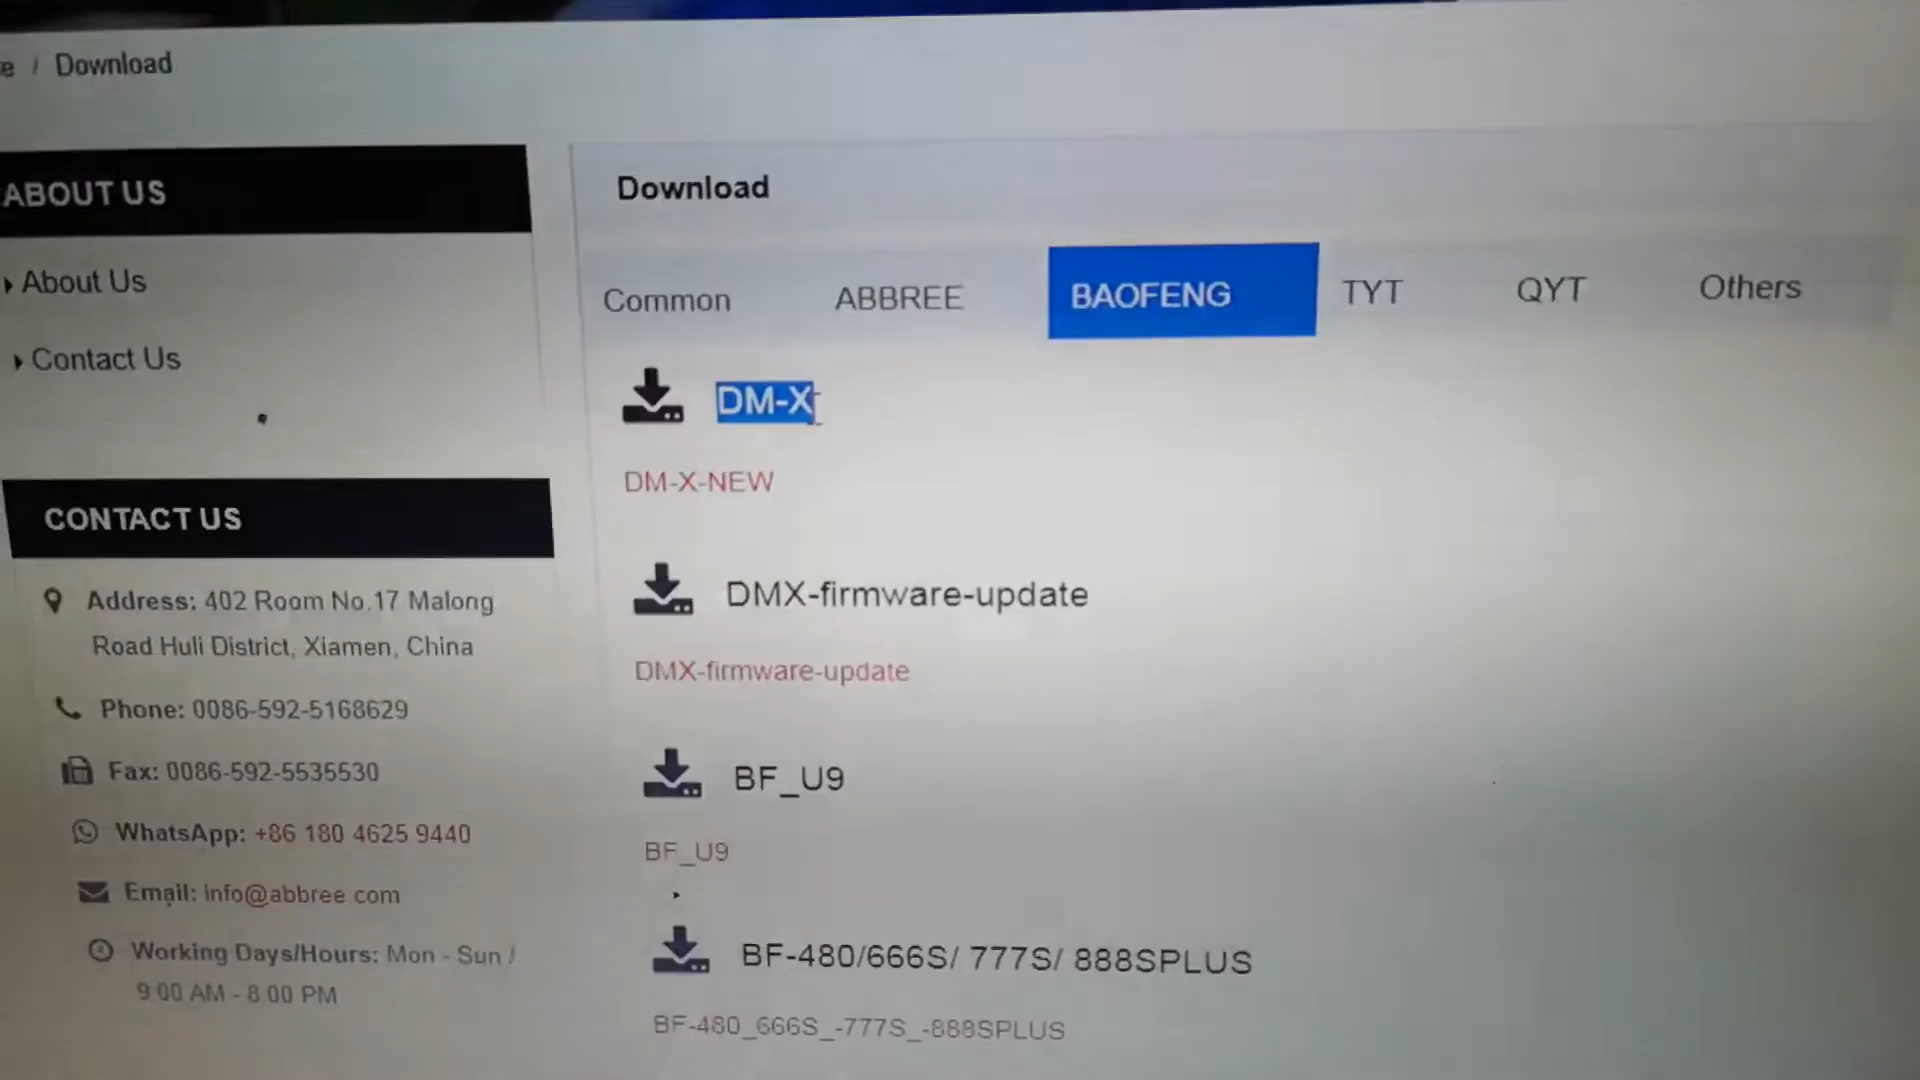 e / Download
ABOUT US
About Us
Contact Us
CONTACT US
Address: 402 Room No.17 Malong
Road Huli District, Xiamen, China
Phone: 0086-592-5168629
Fax: 0086-592-5535530
WhatsApp: +86 180 4625 9440
Email: info@abbree.com
Working Days/Hours: Mon - Sun /
9:00 AM - 8:00 PM
Download
Common ABBREE BAOFENG TYT QYT Others
DM-X
DM-X-NEW
DMX-firmware-update
DMX-firmware-update
BF_U9
BF_U9
BF-480/666S/ 777S/ 888SPLUS
BF-480_666S_-777S_-888SPLUS